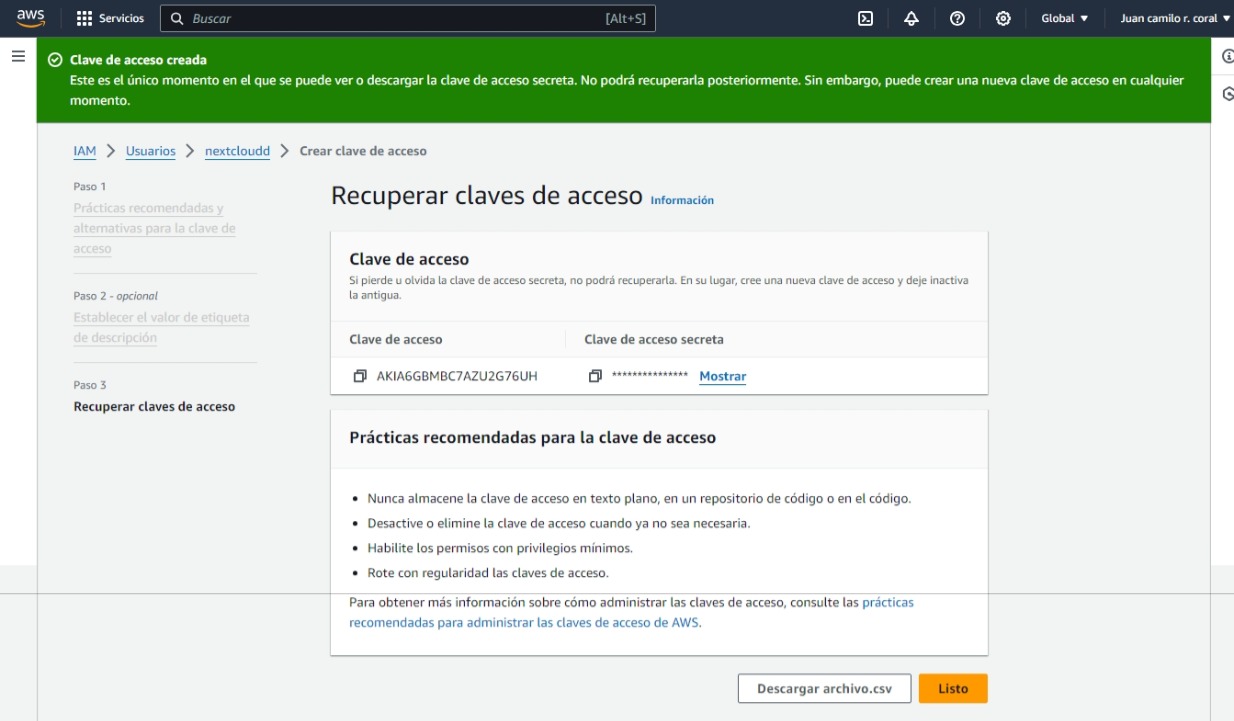 aws
Servicios
Buscar
[Alt+S]
Global ▼
Juan camilo r. coral ▼
Clave de acceso creada
Este es el único momento en el que se puede ver o descargar la clave de acceso secreta. No podrá recuperarla posteriormente. Sin embargo, puede crear una nueva clave de acceso en cualquier
momento.
IAM > Usuarios > nextcloudd > Crear clave de acceso
Paso 1
Prácticas recomendadas y
alternativas para la clave de
acceso
Paso 2 - opcional
Establecer el valor de etiqueta
de descripción
Paso 3
Recuperar claves de acceso
Recuperar claves de acceso Información
Clave de acceso
Si pierde u olvida la clave de acceso secreta, no podrá recuperarla. En su lugar, cree una nueva clave de acceso y deje inactiva
la antigua.
Clave de acceso
Clave de acceso secreta
AKIA6GBMBC7AZU2G76UH
*************** Mostrar
Prácticas recomendadas para la clave de acceso
• Nunca almacene la clave de acceso en texto plano, en un repositorio de código o en el código.
• Desactive o elimine la clave de acceso cuando ya no sea necesaria.
• Habilite los permisos con privilegios mínimos.
• Rote con regularidad las claves de acceso.
Para obtener más información sobre cómo administrar las claves de acceso, consulte las prácticas
recomendadas para administrar las claves de acceso de AWS.
Descargar archivo.csv
Listo